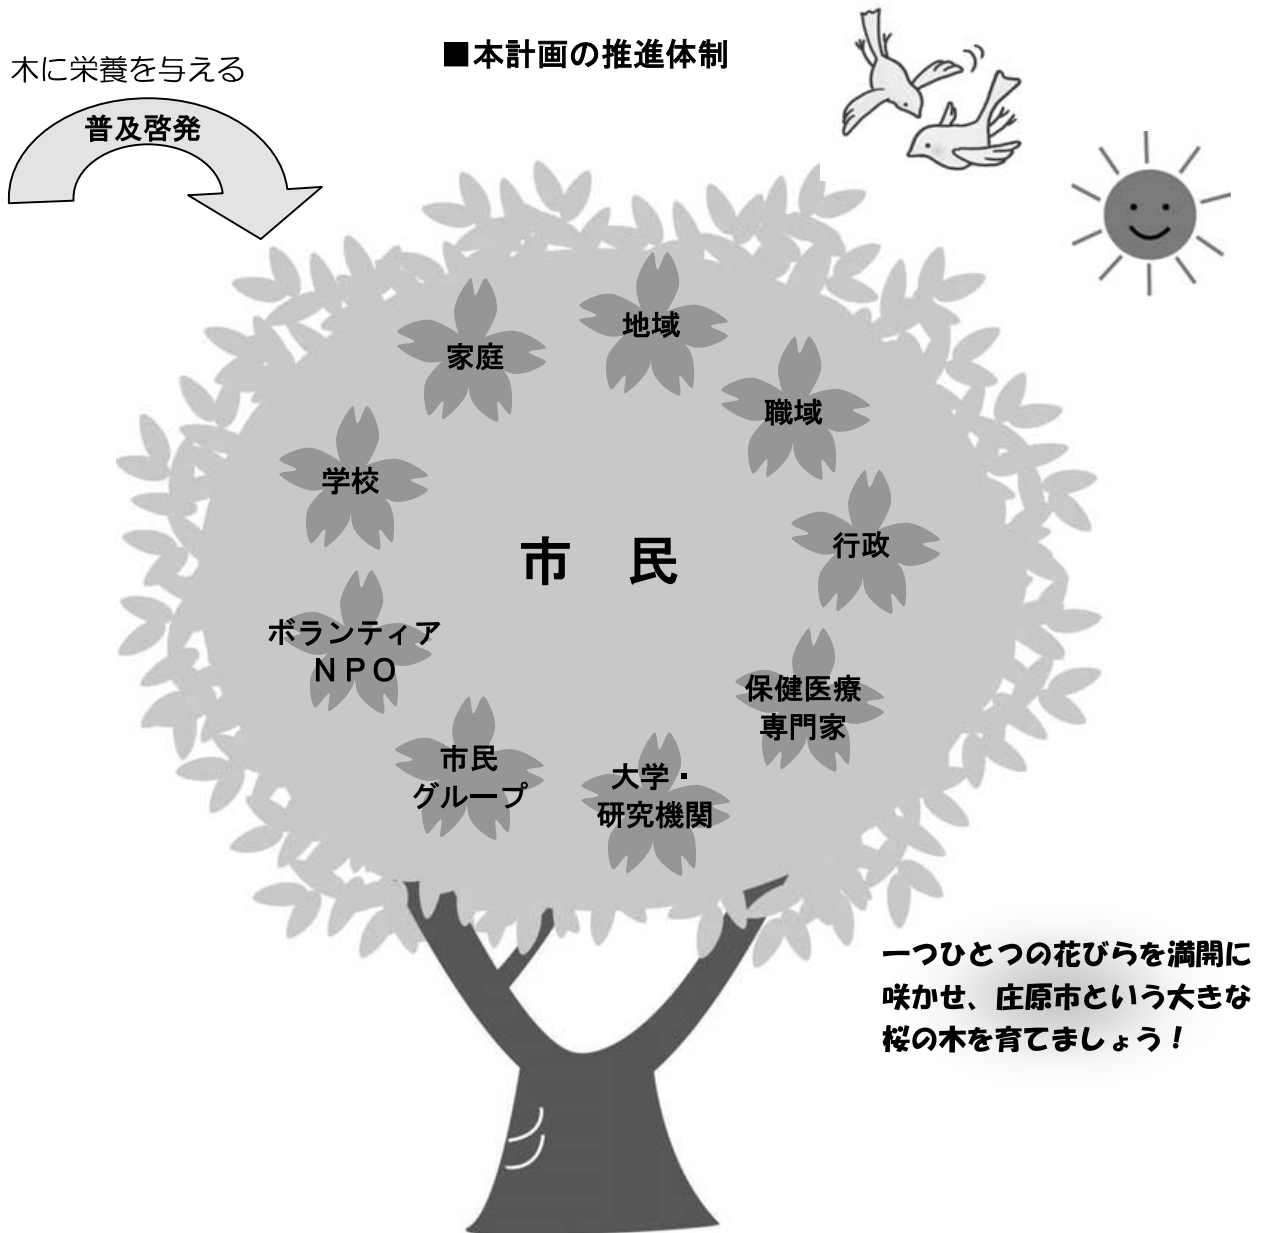 ■本計画の推進体制
木に栄養を与える
普及啓発
地域
家庭
職域
学校
行政
市　民
ボランティア
ＮＰＯ
保健医療
専門家
市民
グループ
大学・
研究機関
一つひとつの花びらを満開に
咲かせ、庄原市という大きな
桜の木を育てましょう！